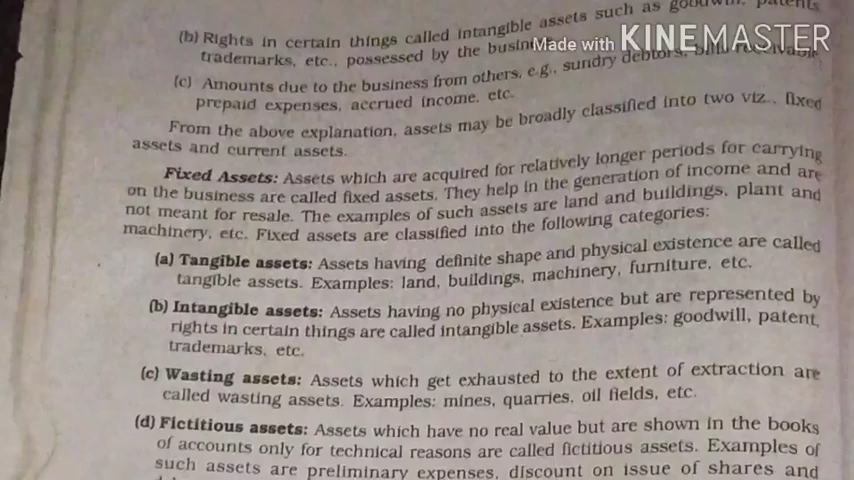 (b) Rights in certain things called intangible assets such as goodwill, patents
trademarks, etc., possessed by the
Made with KINEMASTER
(c) Amounts due to the business from others, e.g., sundry debtors, bills receivable
prepaid expenses, accrued income, etc.
From the above explanation, assets may be broadly classified into two viz., fixed
assets and current assets.
Fixed Assets: Assets which are acquired for relatively longer periods for carrying
on the business are called fixed assets. They help in the generation of income and are
not meant for resale. The examples of such assets are land and buildings, plant and
machinery, etc. Fixed assets are classified into the following categories:
(a) Tangible assets: Assets having definite shape and physical existence are called
tangible assets. Examples: land, buildings, machinery, furniture, etc.
(b) Intangible assets: Assets having no physical existence but are represented by
rights in certain things are called intangible assets. Examples: goodwill, patent,
trademarks, etc.
(c) Wasting assets: Assets which get exhausted to the extent of extraction are
called wasting assets. Examples: mines, quarries, oil fields, etc.
(d) Fictitious assets: Assets which have no real value but are shown in the books
of accounts only for technical reasons are called fictitious assets. Examples of
such assets are preliminary expenses, discount on issue of shares and